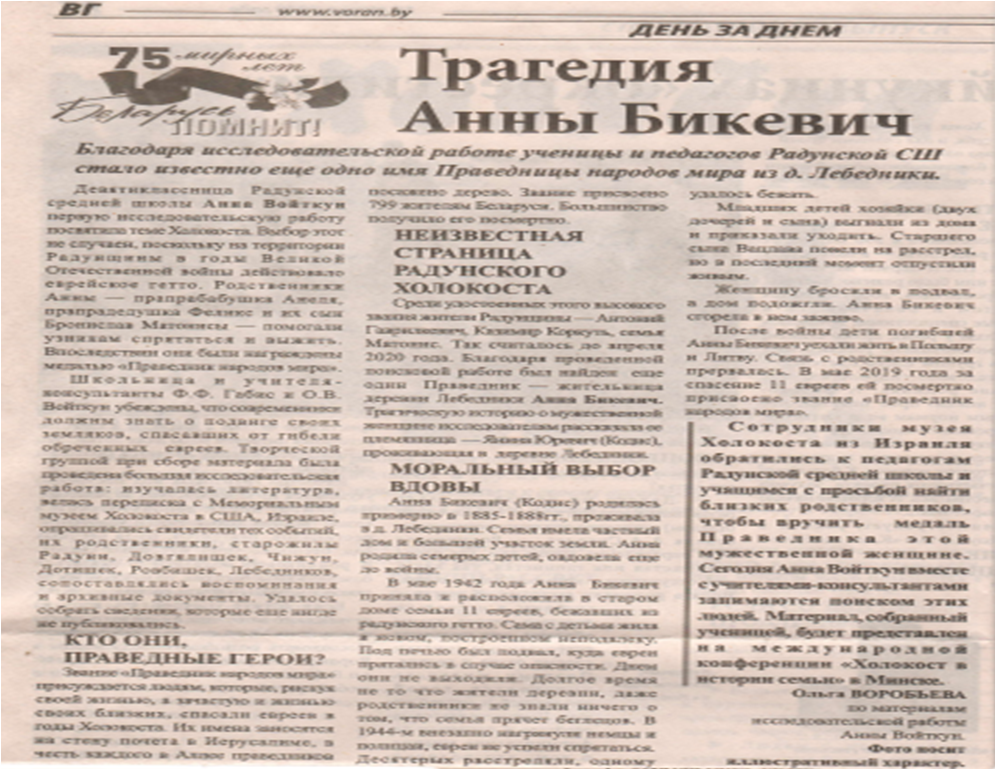 ВГ
www.voran.by
ДЕНЬ ЗА ДНЕМ
75 мирных
лет
Беларусь
ПОМНИТ!
Трагедия
Анны Бикевич
Благодаря исследовательской работе ученицы и педагогов Радунской СШ
стало известно еще одно имя Праведницы народов мира из д. Лебедники.
Девятиклассница Радунской
средней школы Анна Войткун
первую исследовательскую работу
посвятила теме Холокоста. Выбор этот
не случаен, поскольку на территории
Радунщины в годы Великой
Отечественной войны действовало
еврейское гетто. Родственники
Анны — прапрабабушка Анеля,
прапрадедушка Феликс и их сын
Бронислав Матонисы — помогали
узникам спрятаться и выжить.
Впоследствии они были награждены
медалью «Праведник народов мира».
Школьница и учителя-
консультанты Ф.Ф. Габис и О.В.
Войткун убеждены, что современники
должны знать о подвиге своих
земляков, спасавших от гибели
обреченных евреев. Творческой
группой при сборе материала была
проведена большая исследовательская
работа: изучалась литература,
велась переписка с Мемориальным
музеем Холокоста в США, Израиле,
опрашивались свидетели тех событий,
их родственники, старожилы
Радуни, Довгялишек, Чижун,
Дотишек, Ровбишек, Лебедников,
сопоставлялись воспоминания
и архивные документы. Удалось
собрать сведения, которые еще нигде
не публиковались.
КТО ОНИ,
ПРАВЕДНЫЕ ГЕРОИ?
Звание «Праведник народов мира»
присуждается людям, которые, рискуя
своей жизнью, а зачастую и жизнью
своих близких, спасали евреев в
годы Холокоста. Их имена заносятся
на стену почета в Иерусалиме, в
честь каждого в Аллее праведников
посажено дерево. Звание присвоено
799 жителям Беларуси. Большинство
получило его посмертно.
НЕИЗВЕСТНАЯ
СТРАНИЦА
РАДУНСКОГО
ХОЛОКОСТА
Среди удостоенных этого высокого
звания жители Радунщины — Антоний
Гаврилкевич, Казимир Коркуть, семья
Матонис. Так считалось до апреля
2020 года. Благодаря проведенной
поисковой работе был найден еще
один Праведник — жительница
деревни Лебедники Анна Бикевич.
Трагическую историю о мужественной
женщине исследователям рассказала ее
племянница — Янина Юревич (Кодис),
проживающая в деревне Лебедники.
МОРАЛЬНЫЙ ВЫБОР
ВДОВЫ
Анна Бикевич (Кодис) родилась
примерно в 1885-1888гг., проживала
в д. Лебедники. Семья имела частный
дом и большой участок земли. Анна
родила семерых детей, овдовела еще
до войны.
В мае 1942 года Анна Бикевич
приняла и расположила в старом
доме семьи 11 евреев, бежавших из
радунского гетто. Сама с детьми жила
в новом, построенном неподалеку.
Под печью был подвал, куда евреи
прятались в случае опасности. Днем
они не выходили. Долгое время
не то что жители деревни, даже
родственники не знали ничего о
том, что семья прячет беглецов. В
1944-м внезапно нагрянули немцы и
полицаи, евреи не успели спрятаться.
Десятерых расстреляли, одному
удалось бежать.
Младших детей хозяйки (двух
дочерей и сына) выгнали из дома
и приказали уходить. Старшего
сына Вацлава повели на расстрел,
но в последний момент отпустили
живым.
Женщину бросили в подвал,
а дом подожгли. Анна Бикевич
сгорела в нем заживо.
После войны дети погибшей
Анны Бикевич уехали жить в Польшу
и Литву. Связь с родственниками
прервалась. В мае 2019 года за
спасение 11 евреев ей посмертно
присвоено звание «Праведник
народов мира».
Сотрудники музея
Холокоста из Израиля
обратились к педагогам
Радунской средней школы и
учащимся с просьбой найти
близких родственников,
чтобы вручить медаль
Праведника этой
мужественной женщине.
Сегодня Анна Войткун вместе
с учителями-консультантами
занимаются поиском этих
людей. Материал, собранный
ученицей, будет представлен
на международной
конференции «Холокост в
истории семьи» в Минске.
Ольга ВОРОБЬЕВА
по материалам
исследовательской работы
Анны Войткун.
Фото носит
иллюстративный характер.